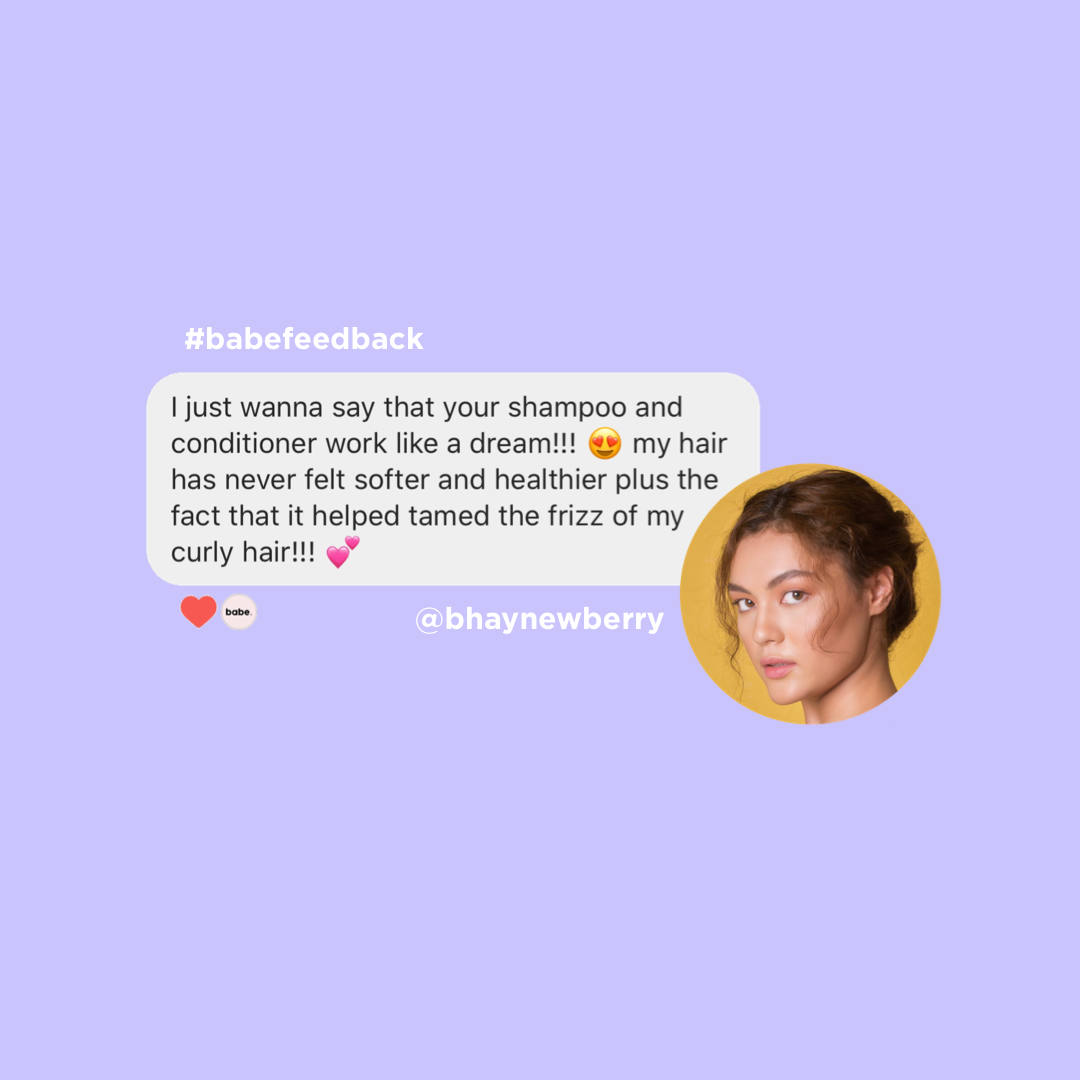 #babefeedback
I just wanna say that your shampoo and
conditioner work like a dream!!! 😍 my hair
has never felt softer and healthier plus the
fact that it helped tamed the frizz of my
curly hair!!! 💕
babe.
@bhaynewberry